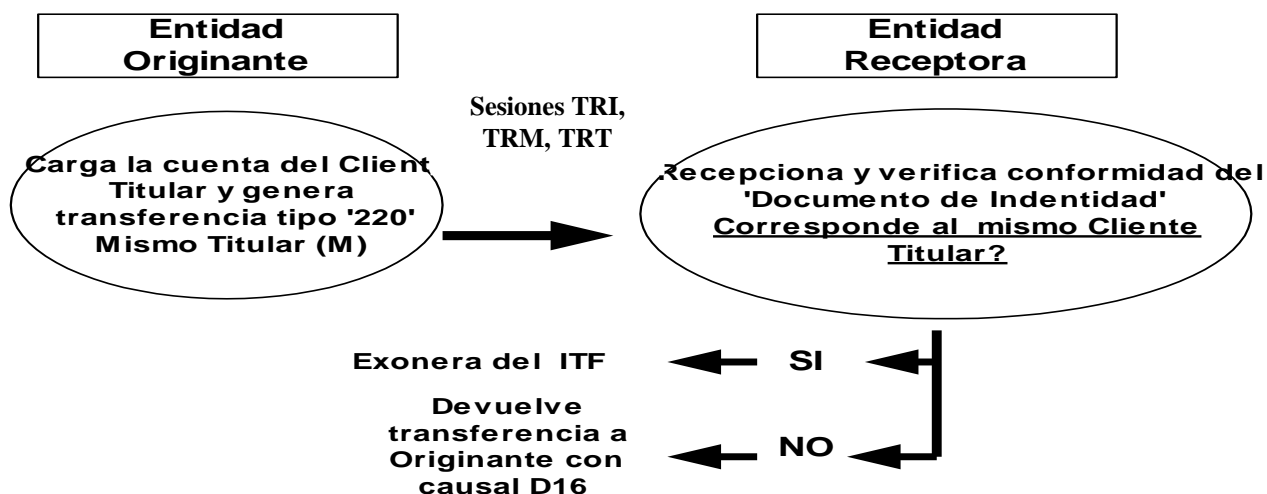 Entidad
Originante
Entidad
Receptora
Sesiones TRI,
TRM, TRT
Carga la cuenta del Client
Titular y genera
transferencia tipo '220'
Mismo Titular (M)
Recepciona y verifica conformidad del
'Documento de Indentidad'
Corresponde al mismo Cliente
Titular?
Exonera del ITF
SI
Devuelve
transferencia a
Originante con
causal D16
NO